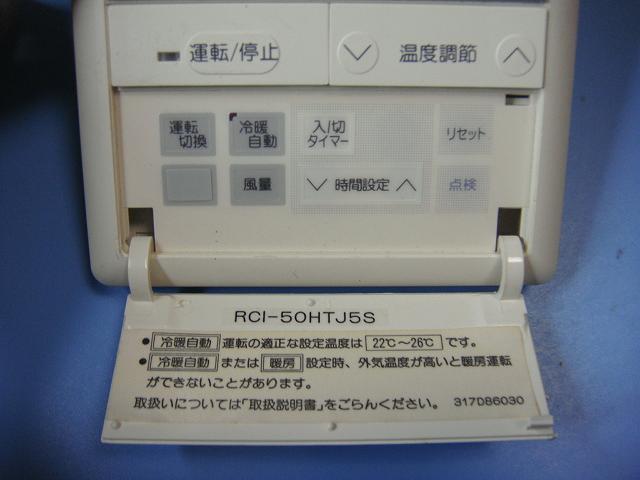 運転/停止
温度調節
運転
切換
冷暖
自動
入/切
タイマー
リセット
風量
時間設定
点検
RCI-50HTJ5S
●冷暖自動 運転の適正な設定温度は 22℃～26℃ です。
●冷暖自動 または 暖房 設定時、外気温度が高いと暖房運転
ができないことがあります。
取扱いについては「取扱説明書」をごらんください。 317D86030